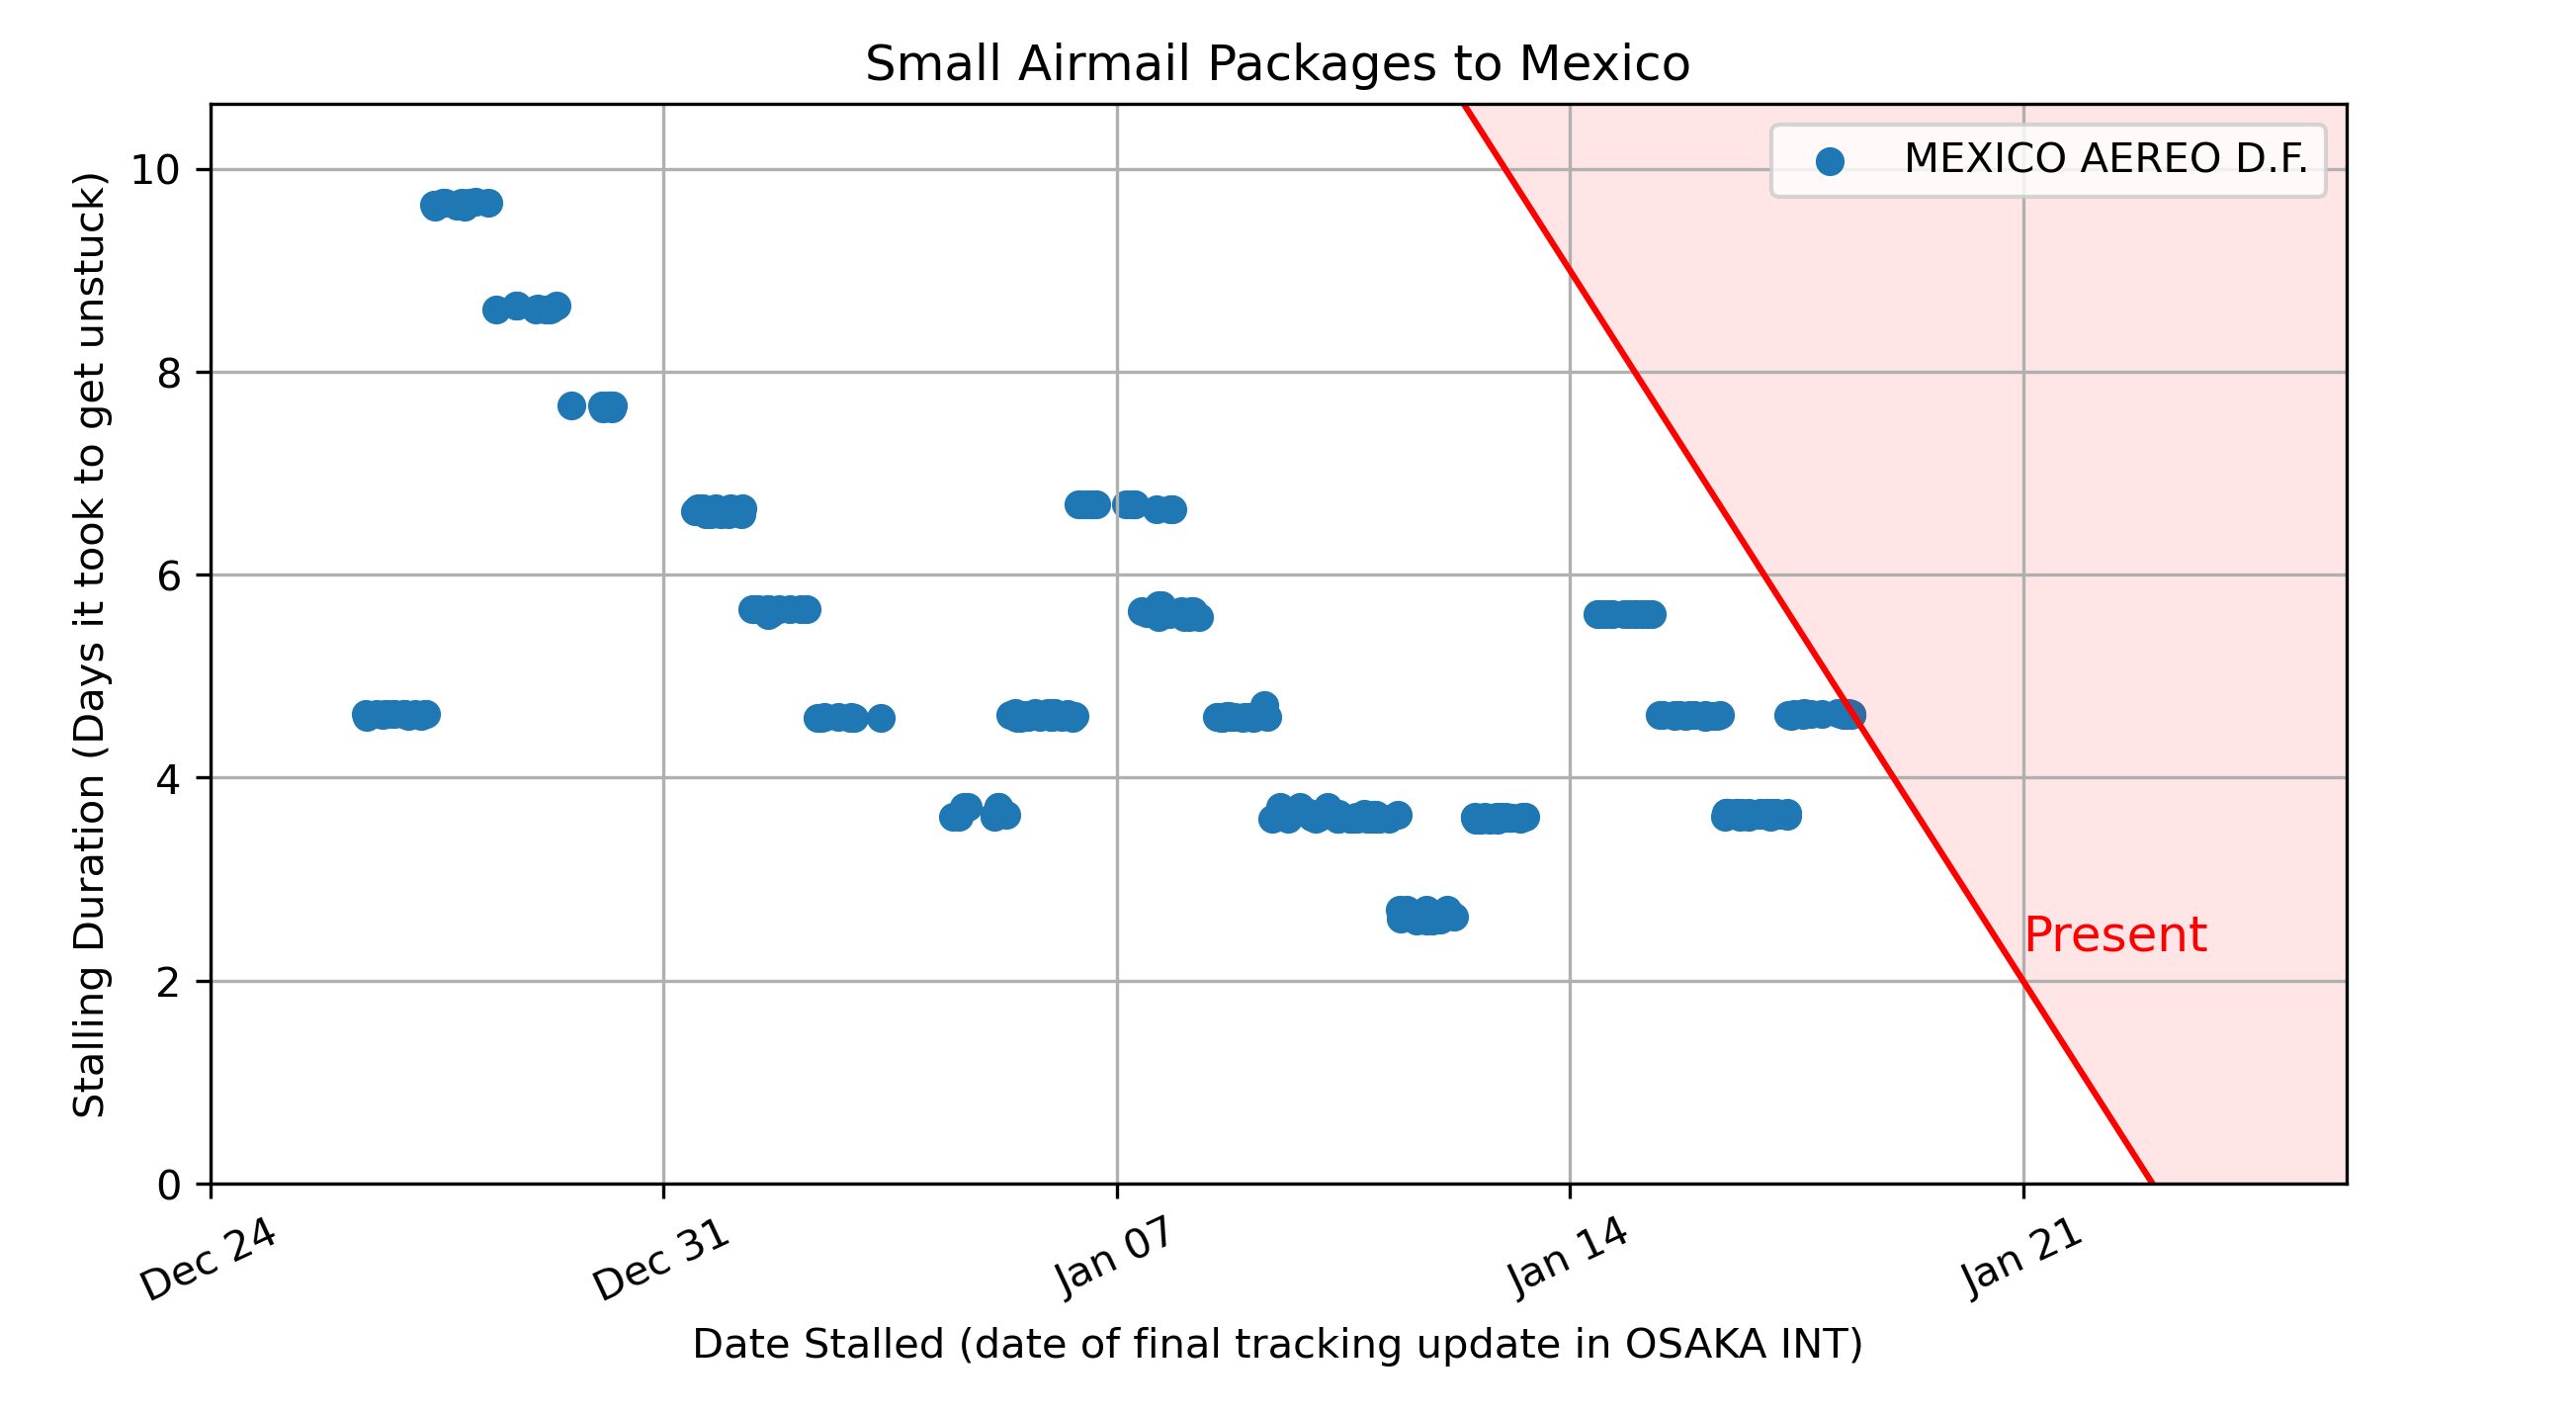 Small Airmail Packages to Mexico
MEXICO AEREO D.F.
Stalling Duration (Days it took to get unstuck)
10
8
6
4
2
0
Present
Dec 24
Dec 31
Jan 07
Jan 14
Jan 21
Date Stalled (date of final tracking update in OSAKA INT)